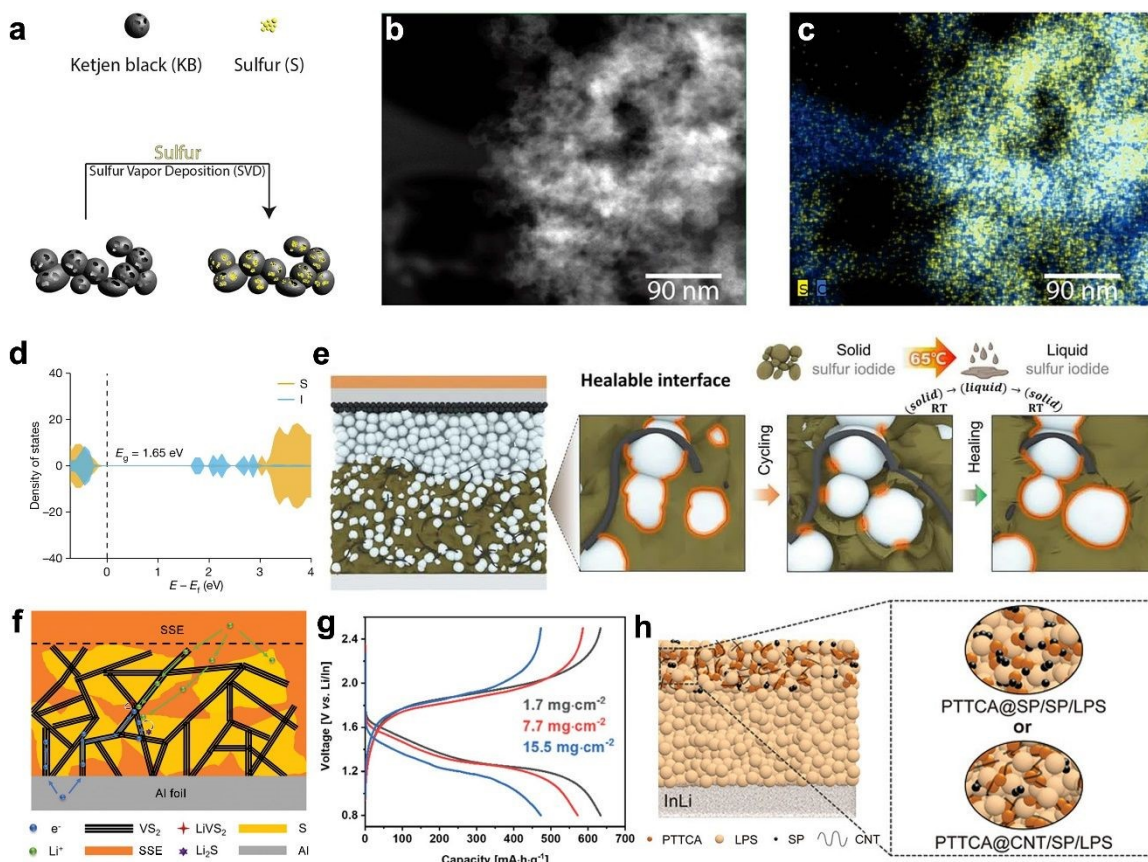 a
Ketjen black (KB)
Sulfur (S)
Sulfur
Sulfur Vapor Deposition (SVD)
b
90 nm
c
S C
90 nm
d
S
I
Eg = 1.65 eV
Density of states
40
20
0
−20
−40
0 1 2 3 4
E − Ef (eV)
e
Healable interface
Solid
sulfur iodide
65℃
Liquid
sulfur iodide
(solid) → (liquid) → (solid)
RT RT
Cycling
Healing
f
SSE
Al foil
e-
VS2
LiVS2
S
Li+
SSE
Li2S
Al
g
Voltage [V vs. Li/In]
2.4
2.0
1.6
1.2
0.8
1.7 mg·cm-2
7.7 mg·cm-2
15.5 mg·cm-2
0 100 200 300 400 500 600 700
Capacity [mA·h·g-1]
h
InLi
PTTCA
LPS
SP
CNT
PTTCA@SP/SP/LPS
or
PTTCA@CNT/SP/LPS